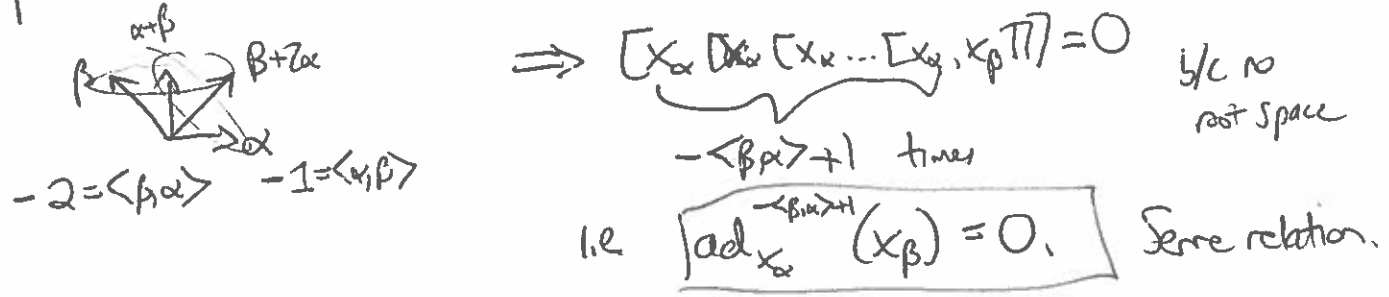 α+β
β β+2α
α
-2=<β,α> -1=<α,β>
⟹ [x_α [x_α [x_α ... [x_α, x_β]]]] = 0 b/c no
root space
-<β,α>+1 times
i.e ad_{x_α}^{-<β,α>+1} (x_β) = 0. Serre relation.